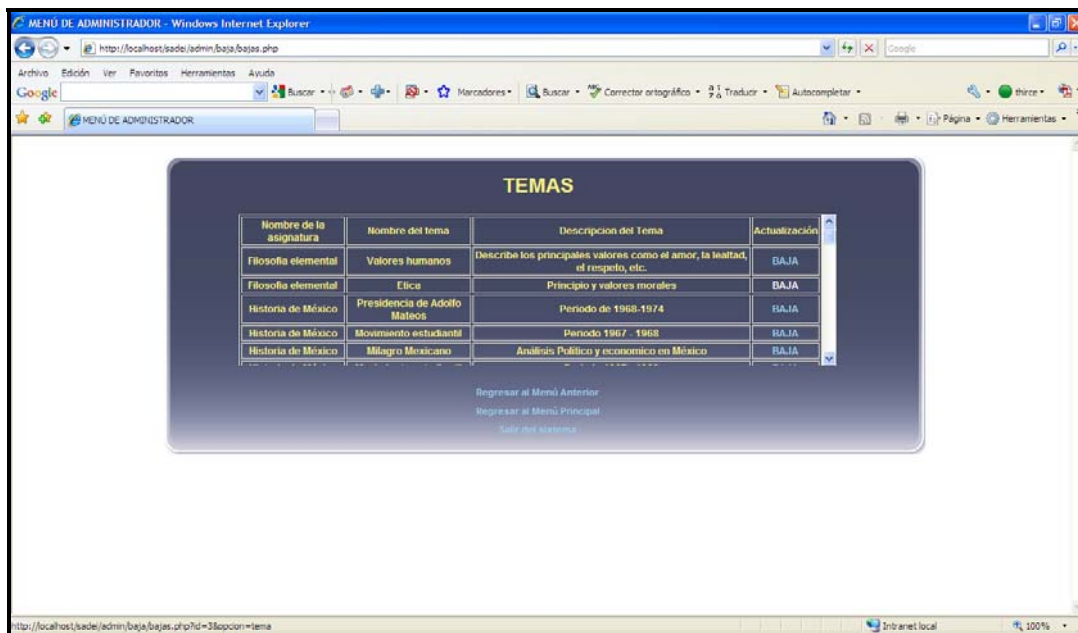 MENÚ DE ADMINISTRADOR - Windows Internet Explorer
http://localhost/sadei/admin/baja/bajas.php
Google
Archivo Edición Ver Favoritos Herramientas Ayuda
Google Buscar Marcadores Buscar Corrector ortográfico Traducir Autocompletar thirce
MENÚ DE ADMINISTRADOR Página Herramientas
TEMAS
Nombre de la asignatura Nombre del tema Descripcion del Tema Actualización
Filosofia elemental Valores humanos Describe los principales valores como el amor, la lealtad, el respeto, etc. BAJA
Filosofia elemental Etica Principio y valores morales BAJA
Historia de México Presidencia de Adolfo Mateos Periodo de 1968-1974 BAJA
Historia de México Movimiento estudiantil Periodo 1967 - 1968 BAJA
Historia de México Milagro Mexicano Análisis Politico y economico en México BAJA
Regresar al Menú Anterior
Regresar al Menú Principal
Salir del sistema
http://localhost/sadei/admin/baja/bajas.php?id=3&opcion=tema Intranet local 100%